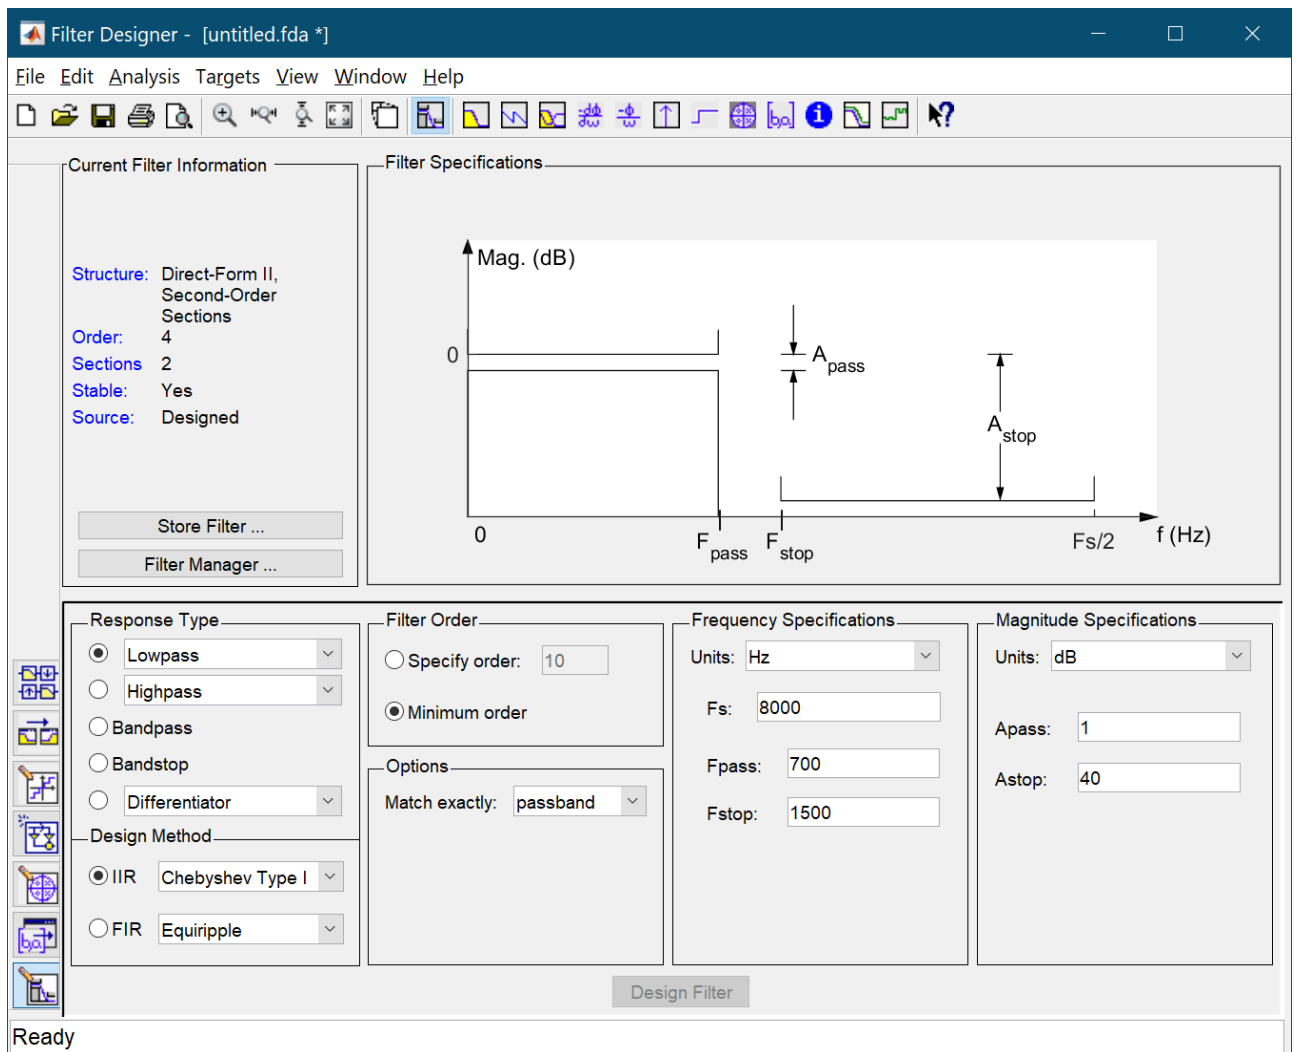 Filter Designer - [untitled.fda *]
File Edit Analysis Targets View Window Help
Current Filter Information
Structure: Direct-Form II,
Second-Order
Sections
Order: 4
Sections 2
Stable: Yes
Source: Designed
Store Filter ...
Filter Manager ...
Filter Specifications
Mag. (dB)
0
A pass
A stop
0
F pass
F stop
Fs/2
f (Hz)
Response Type
Lowpass
Highpass
Bandpass
Bandstop
Differentiator
Design Method
IIR Chebyshev Type I
FIR Equiripple
Filter Order
Specify order: 10
Minimum order
Options
Match exactly: passband
Frequency Specifications
Units: Hz
Fs: 8000
Fpass: 700
Fstop: 1500
Magnitude Specifications
Units: dB
Apass: 1
Astop: 40
Design Filter
Ready